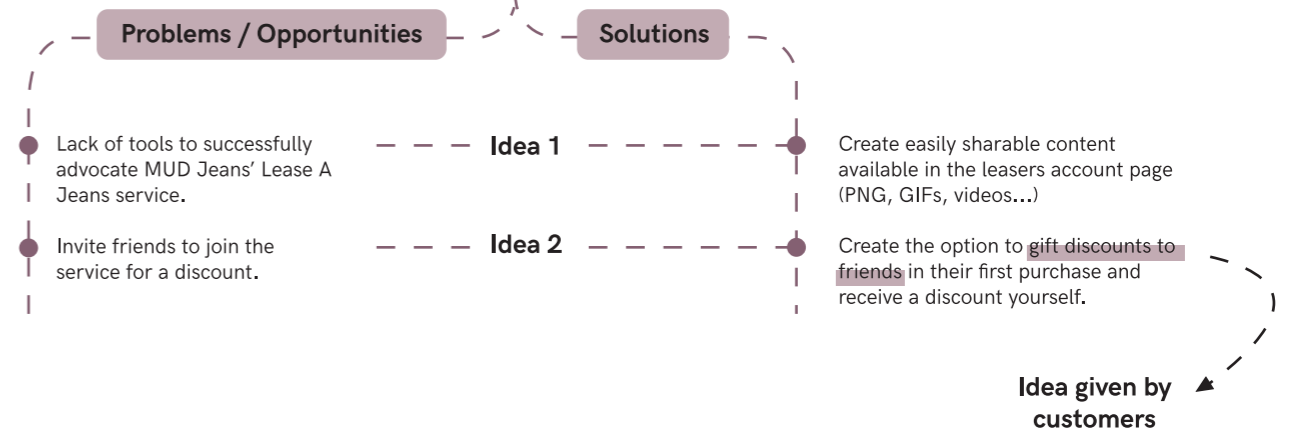 Problems / Opportunities
Solutions
Lack of tools to successfully
advocate MUD Jeans’ Lease A
Jeans service.
Idea 1
Create easily sharable content
available in the leasers account page
(PNG, GIFs, videos...)
Invite friends to join the
service for a discount.
Idea 2
Create the option to gift discounts to
friends in their first purchase and
receive a discount yourself.
Idea given by
customers